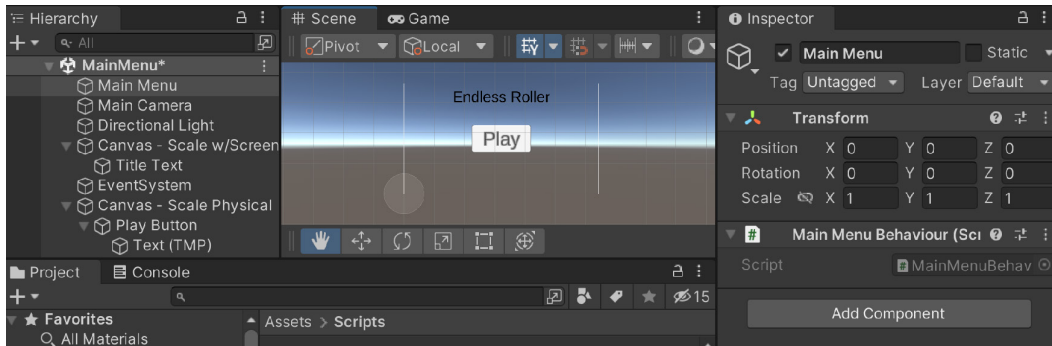 Hierarchy
All
MainMenu*
Main Menu
Main Camera
Directional Light
Canvas - Scale w/Screen
Title Text
EventSystem
Canvas - Scale Physical
Play Button
Text (TMP)
Scene
Game
Pivot
Local
Endless Roller
Play
Project
Console
15
Favorites
All Materials
Assets > Scripts
Inspector
Main Menu
Static
Tag
Untagged
Layer
Default
Transform
Position X 0 Y 0 Z 0
Rotation X 0 Y 0 Z 0
Scale X 1 Y 1 Z 1
# Main Menu Behaviour (Scr
Script
MainMenuBehav
Add Component